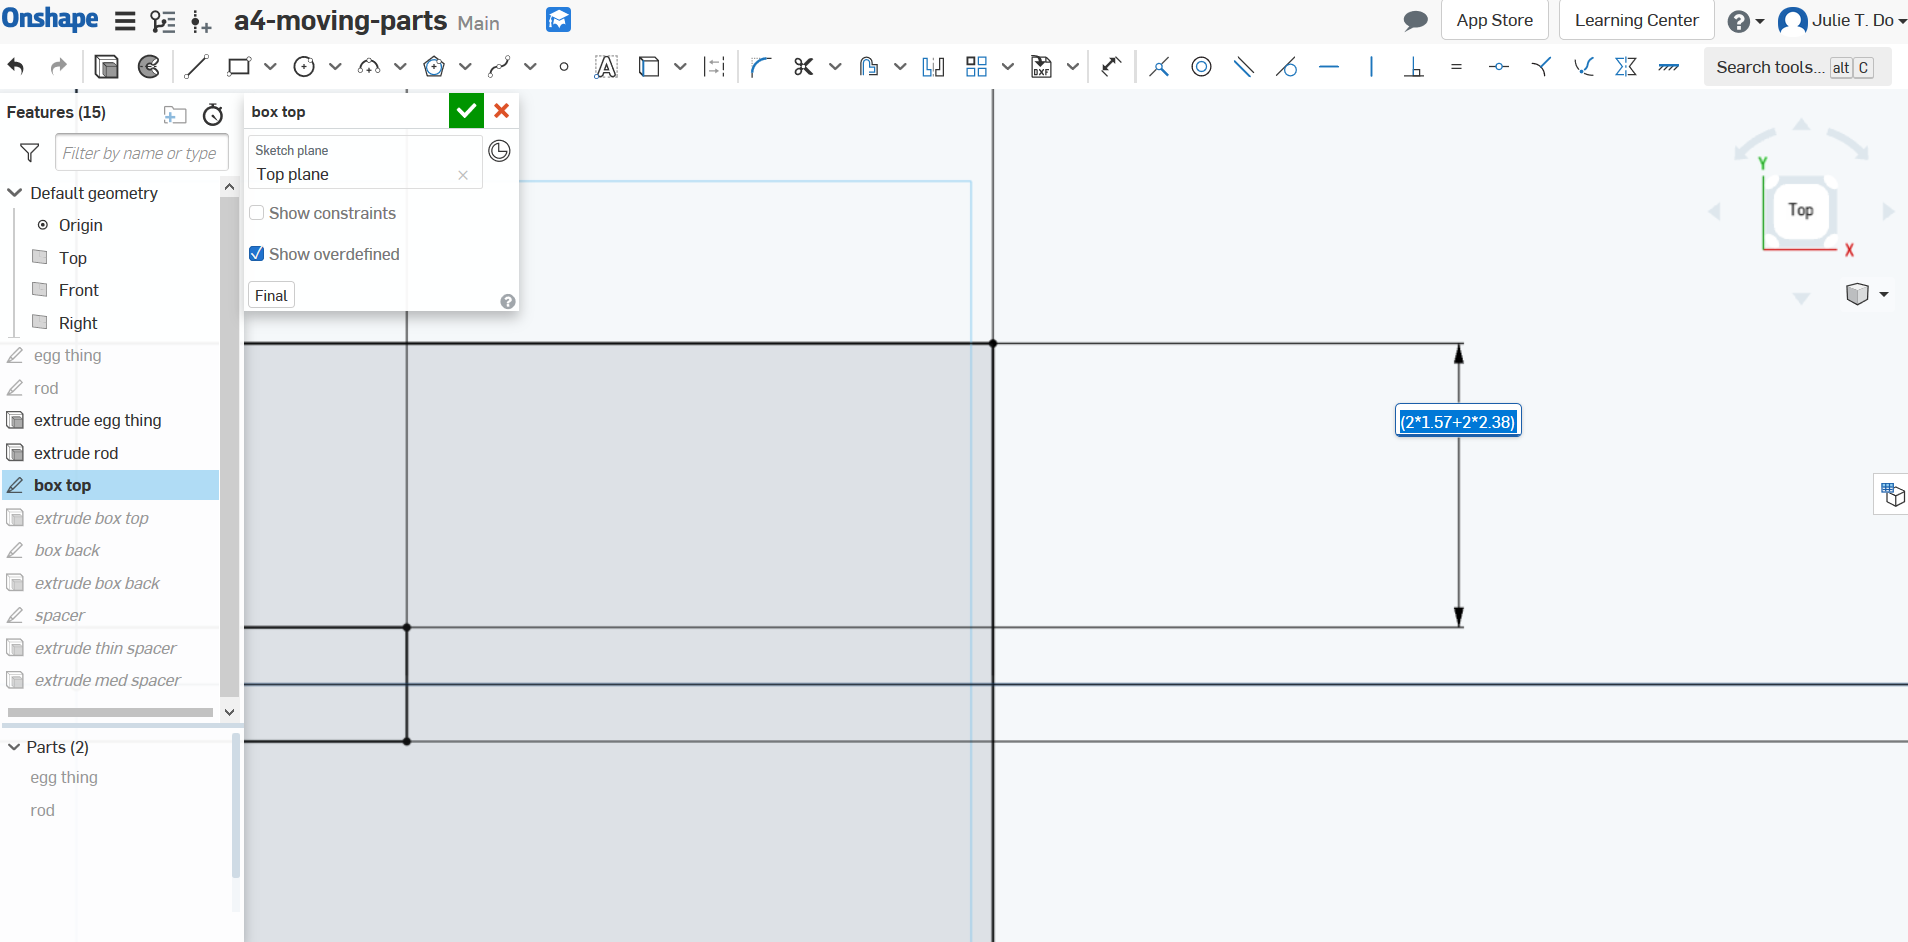 Onshape
a4-moving-parts Main
App Store
Learning Center
?
Julie T. Do
A
DXF
Search tools... alt C
Features (15)
Filter by name or type
Default geometry
Origin
Top
Front
Right
egg thing
rod
extrude egg thing
extrude rod
box top
extrude box top
box back
extrude box back
spacer
extrude thin spacer
extrude med spacer
Parts (2)
egg thing
rod
box top
Sketch plane
Top plane
Show constraints
Show overdefined
Final
?
(2*1.57+2*2.38)
Y
Top
X